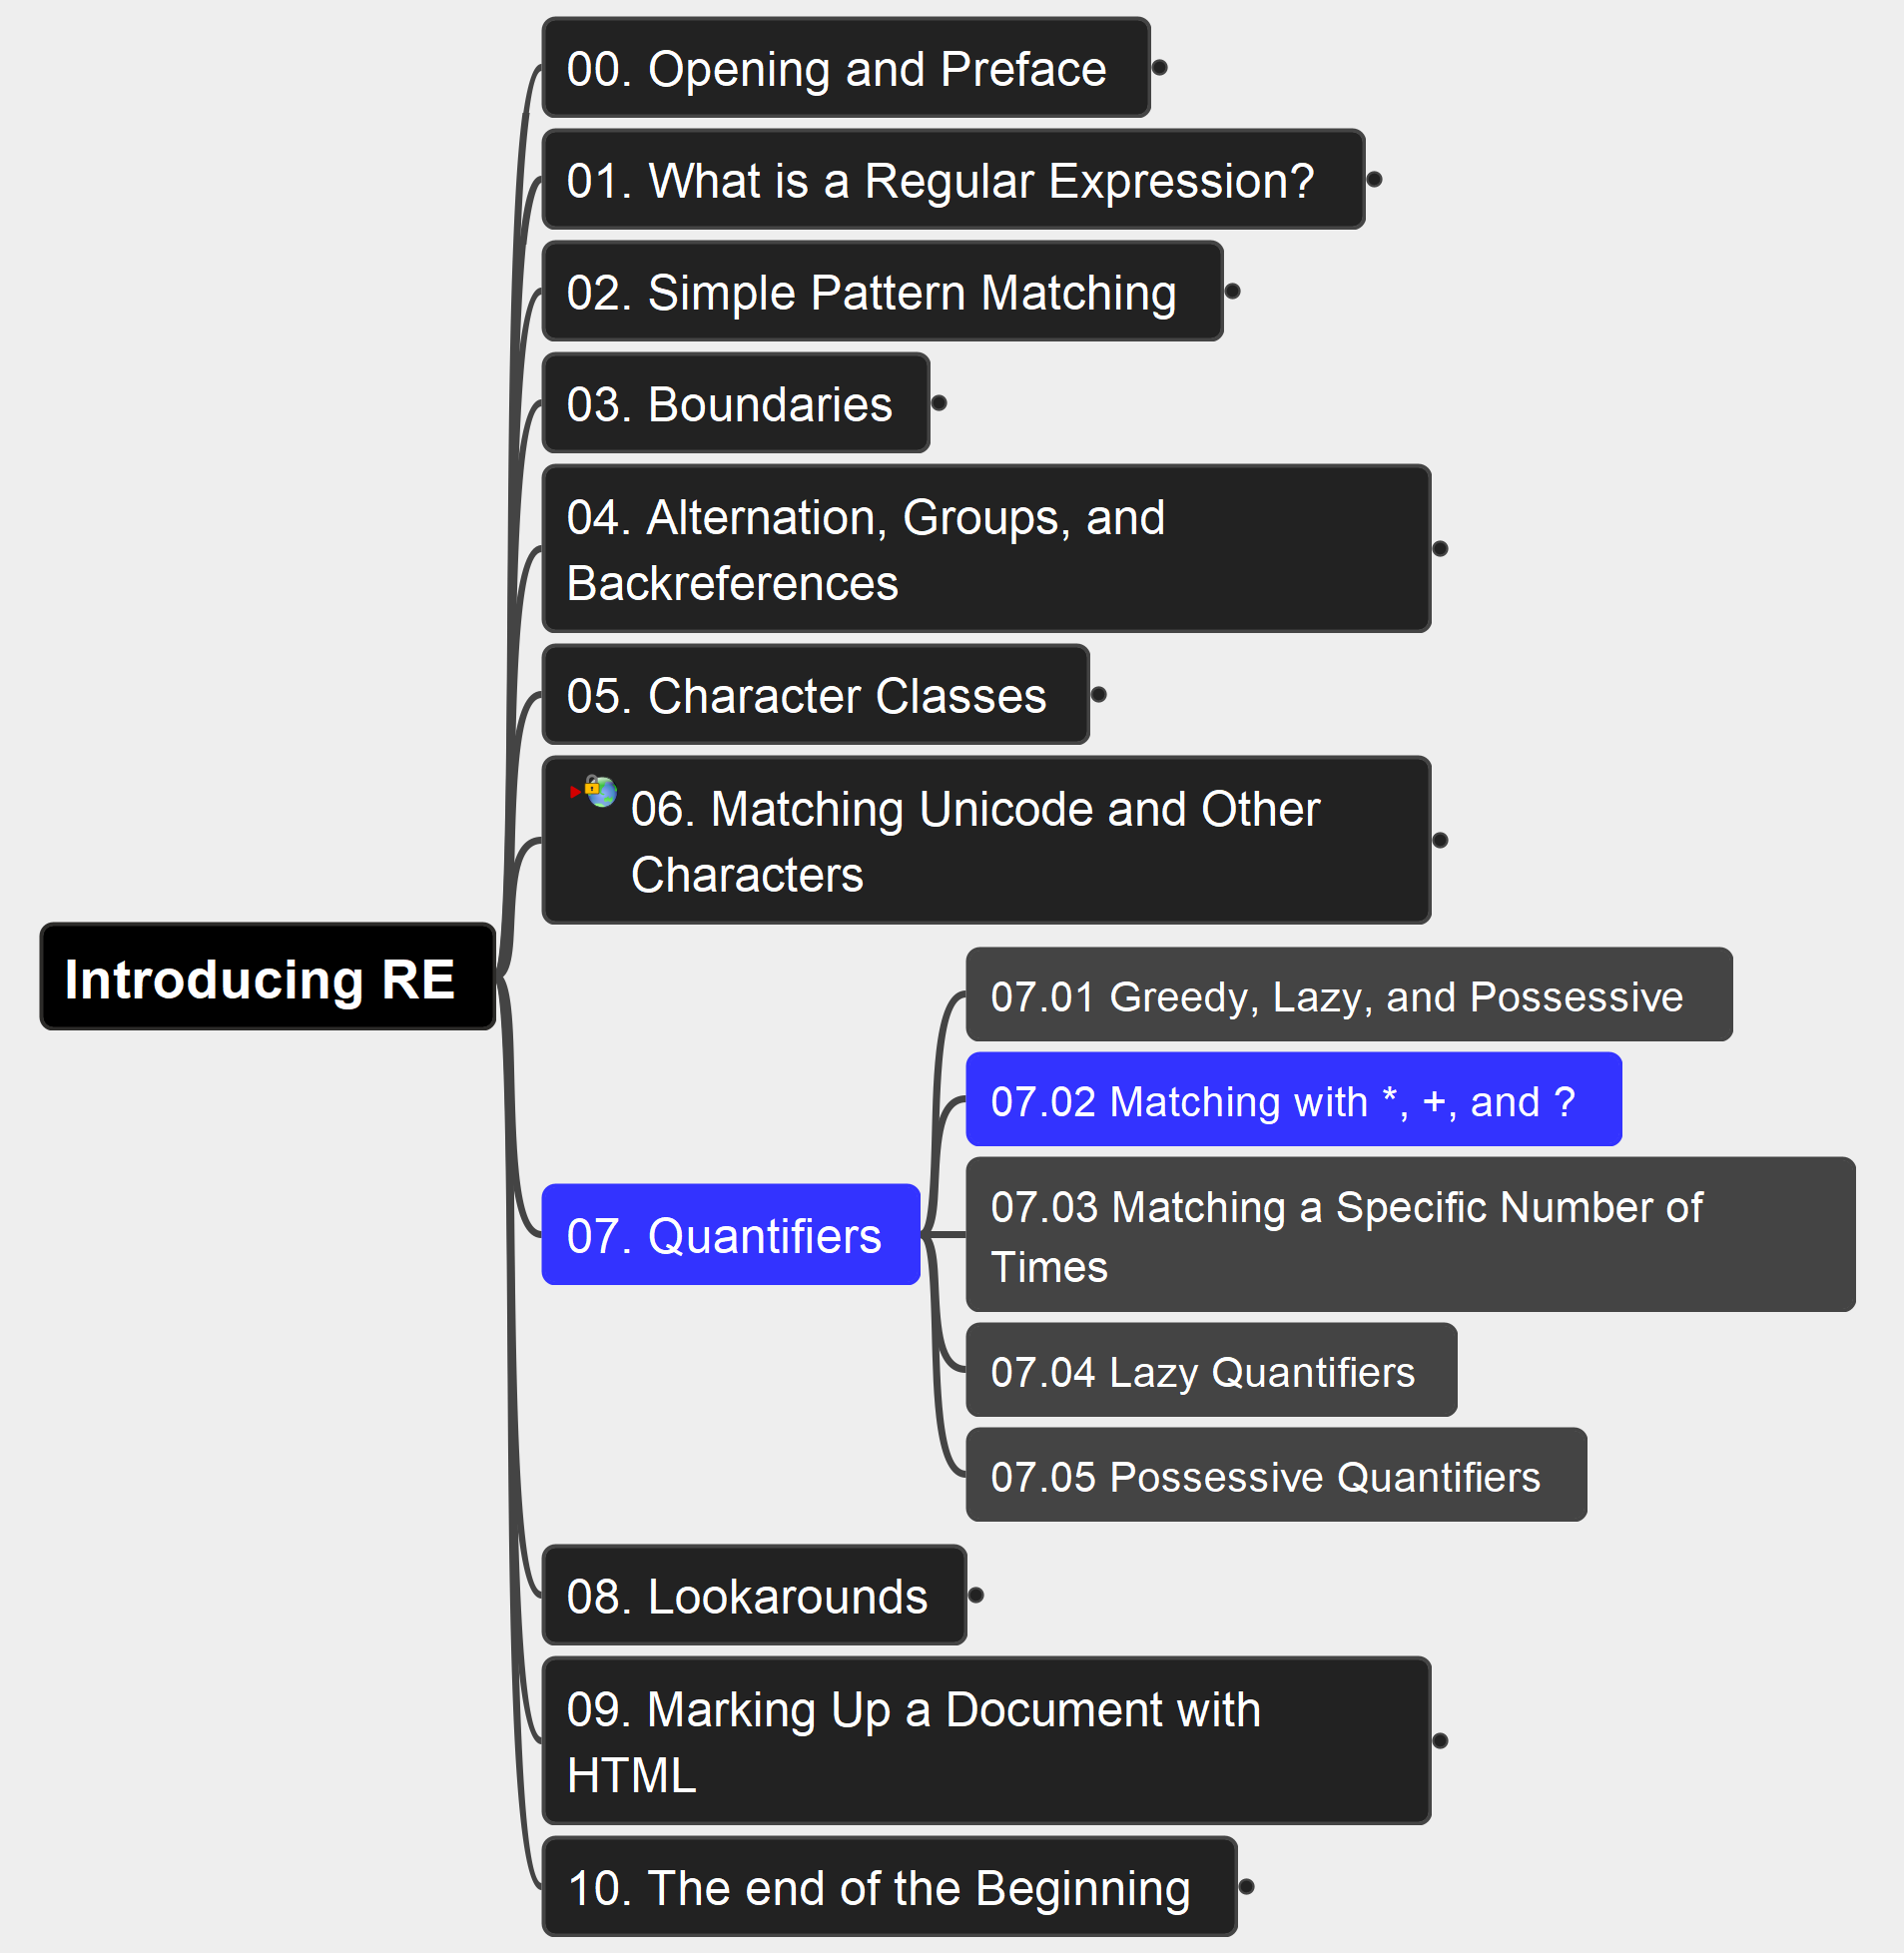 00. Opening and Preface
01. What is a Regular Expression?
02. Simple Pattern Matching
03. Boundaries
04. Alternation, Groups, and
Backreferences
05. Character Classes
06. Matching Unicode and Other
Characters
Introducing RE
07. Quantifiers
07.01 Greedy, Lazy, and Possessive
07.02 Matching with *, +, and ?
07.03 Matching a Specific Number of
Times
07.04 Lazy Quantifiers
07.05 Possessive Quantifiers
08. Lookarounds
09. Marking Up a Document with
HTML
10. The end of the Beginning